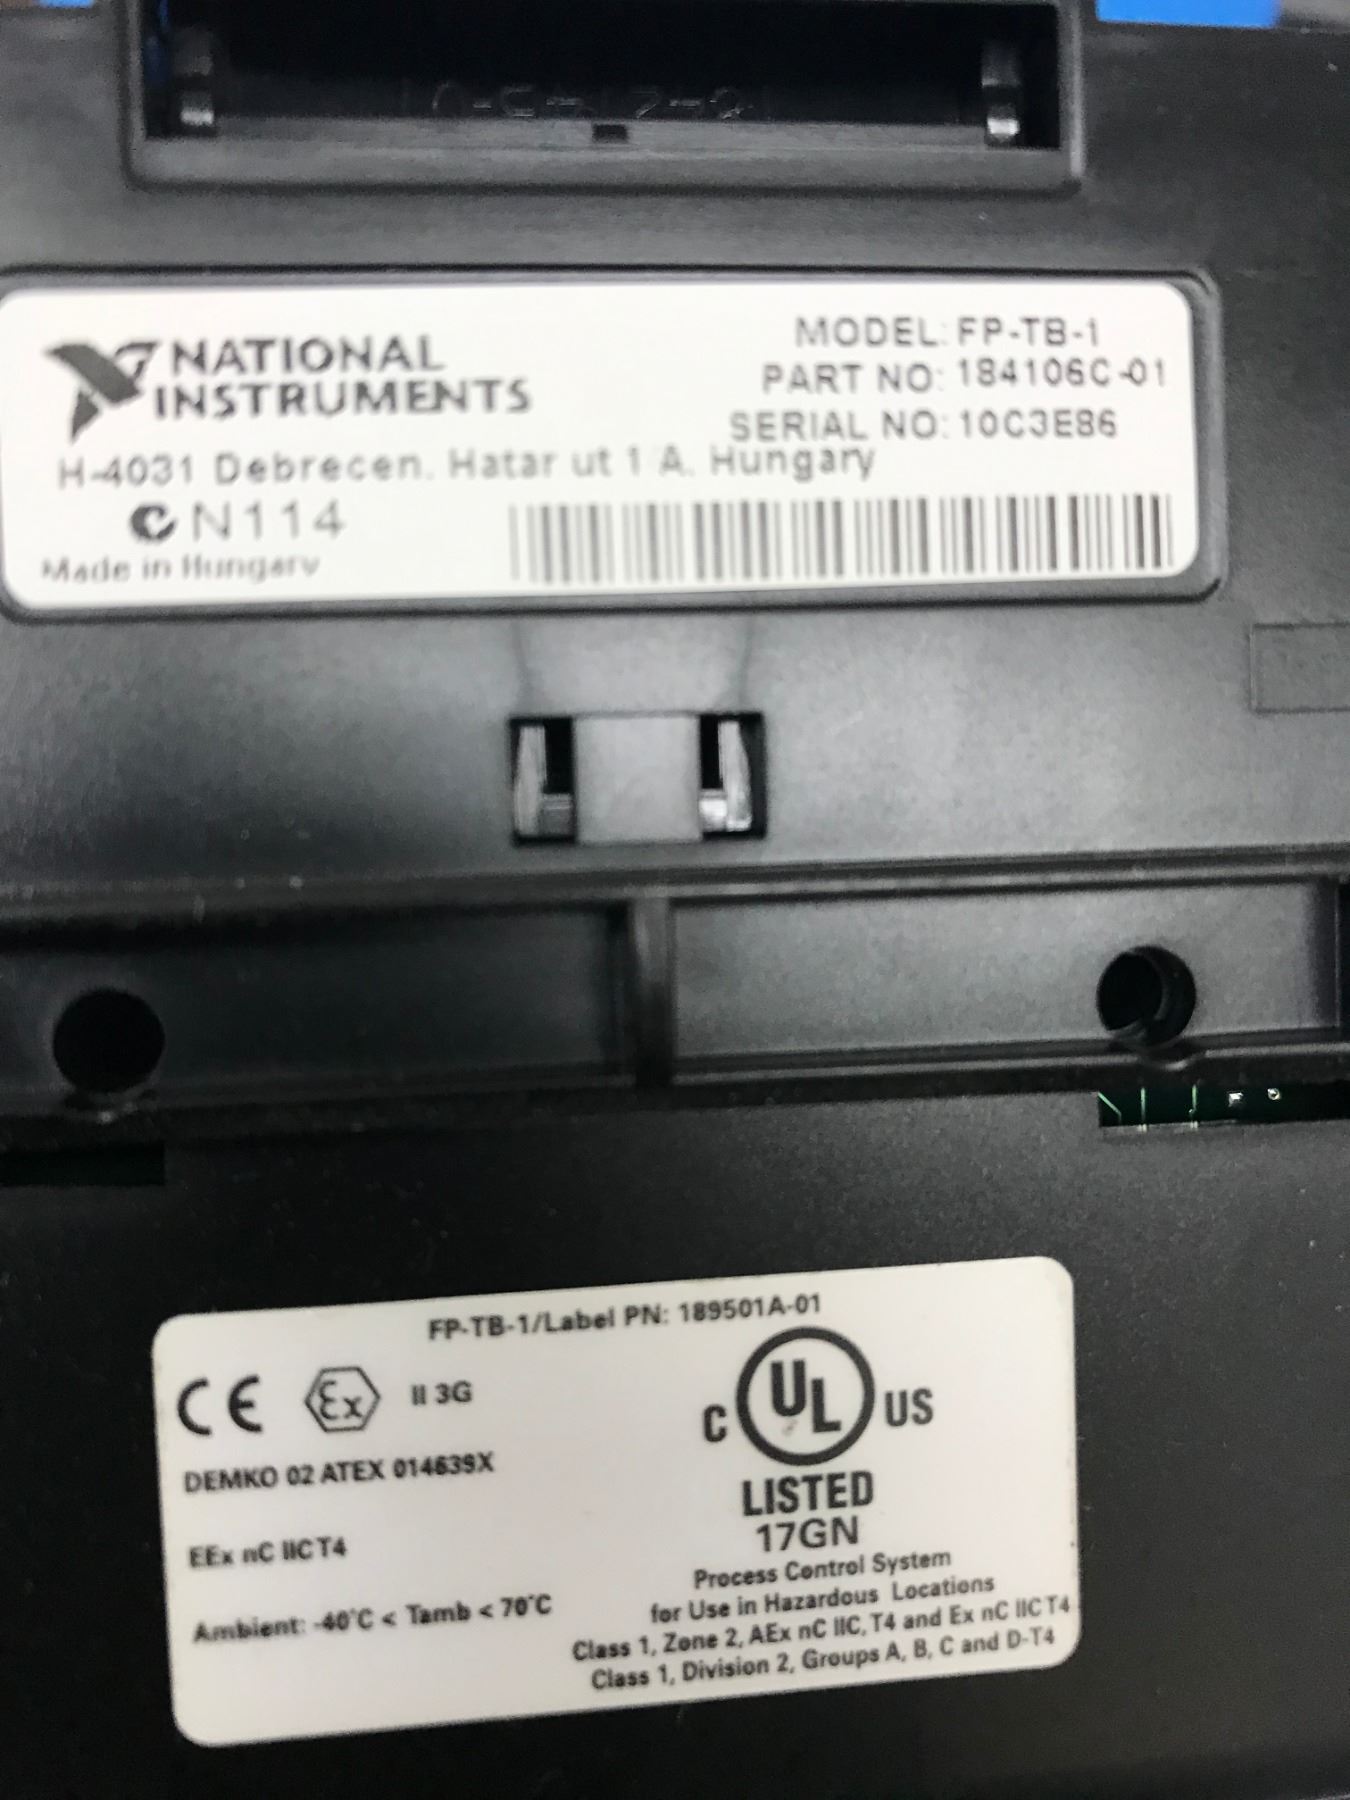 NATIONAL
INSTRUMENTS
MODEL: FP-TB-1
PART NO: 184106C-01
SERIAL NO: 10C3E86
H-4031 Debrecen. Hatar ut 1 A. Hungary
N114
Made in Hungary
FP-TB-1/Label PN: 189501A-01
CE Ex II 3G
DEMKO 02 ATEX 014639X
EEx nC IIC T4
Ambient: -40°C < Tamb < 70°C
C UL US
LISTED
17GN
Process Control System
for Use in Hazardous Locations
Class 1, Zone 2, AEx nC IIC, T4 and Ex nC IIC T4
Class 1, Division 2, Groups A, B, C and D-T4